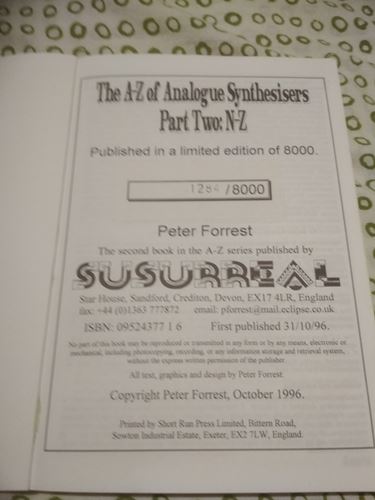 The A-Z of Analogue Synthesisers
Part Two: N-Z
Published in a limited edition of 8000.
1284 /8000
Peter Forrest
The second book in the A-Z series published by
SUSURREAL
Star House, Sandford, Crediton, Devon, EX17 4LR, England
fax: +44 (0)1363 777872 email: pforrest@mail.eclipse.co.uk
ISBN: 09524377 1 6 First published 31/10/96.
No part of this book may be reproduced or transmitted in any form or by any means, electronic or
mechanical, including photocopying, recording, or any information storage and retrieval system,
without the express written permission of the publisher.
All text, graphics and design by Peter Forrest
Copyright Peter Forrest, October 1996.
Printed by Short Run Press Limited, Bittern Road,
Sowton Industrial Estate, Exeter, EX2 7LW, England.